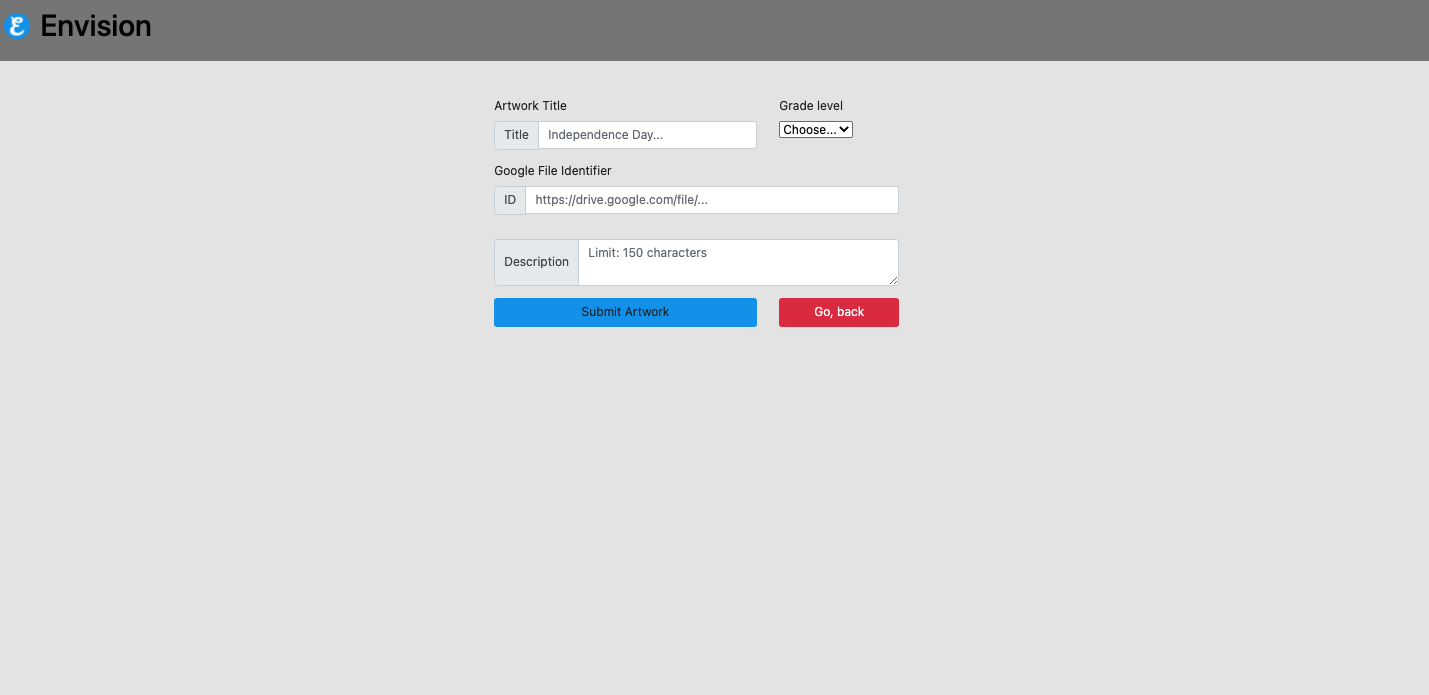 Envision
Artwork Title
Grade level
Title
Independence Day...
Choose...
Google File Identifier
ID
https://drive.google.com/file/...
Description
Limit: 150 characters
Submit Artwork
Go, back